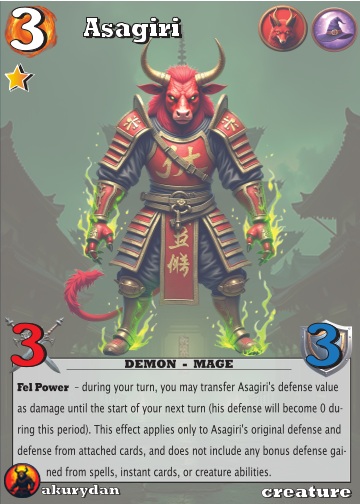 3 Asagiri
3 3
DEMON - MAGE
Fel Power - during your turn, you may transfer Asagiri's defense value
as damage until the start of your next turn (his defense will become 0 du-
ring this period). This effect applies only to Asagiri's original defense and
defense from attached cards, and does not include any bonus defense gai-
ned from spells, instant cards, or creature abilities.
akurydan creature